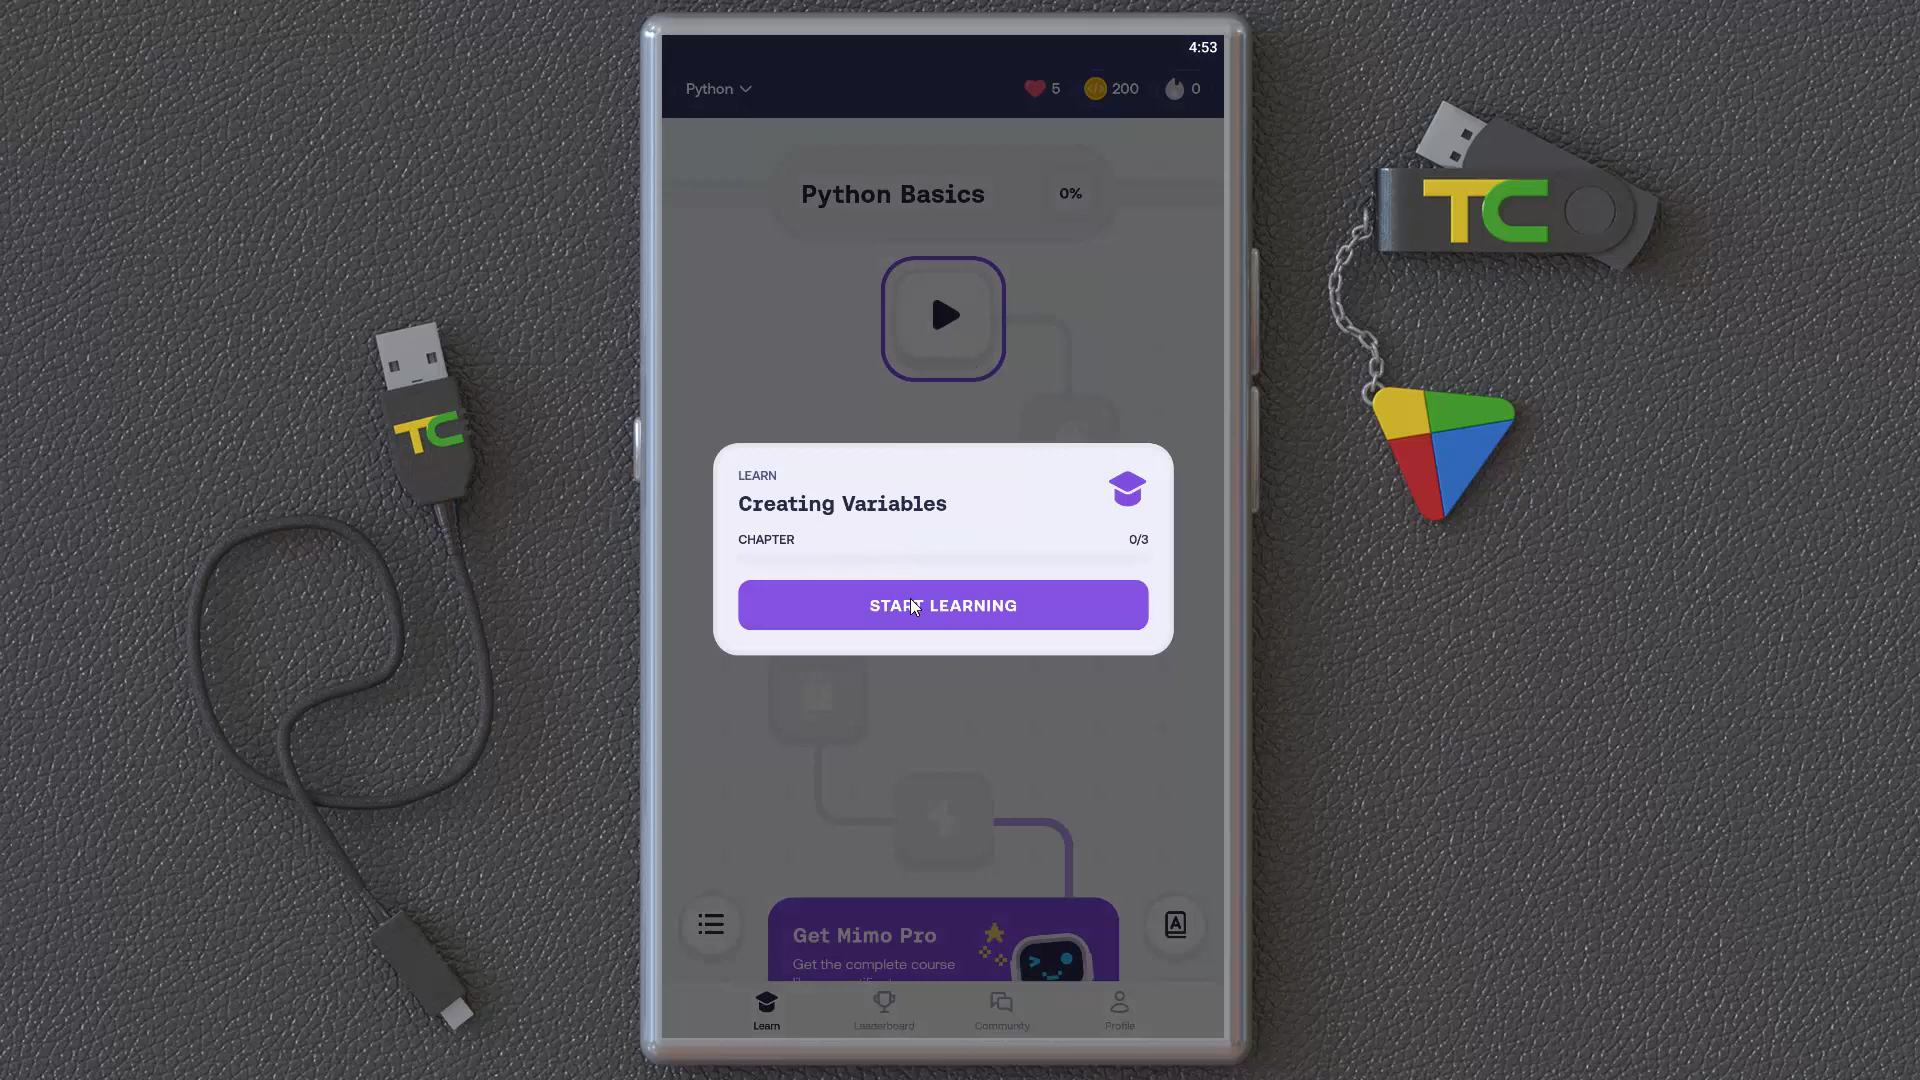 4:53
Python
5
200
0
Python Basics
0%
LEARN
Creating Variables
CHAPTER
0/3
START LEARNING
Get Mimo Pro
Get the complete course
Learn
Leaderboard
Community
Profile
TC
TC